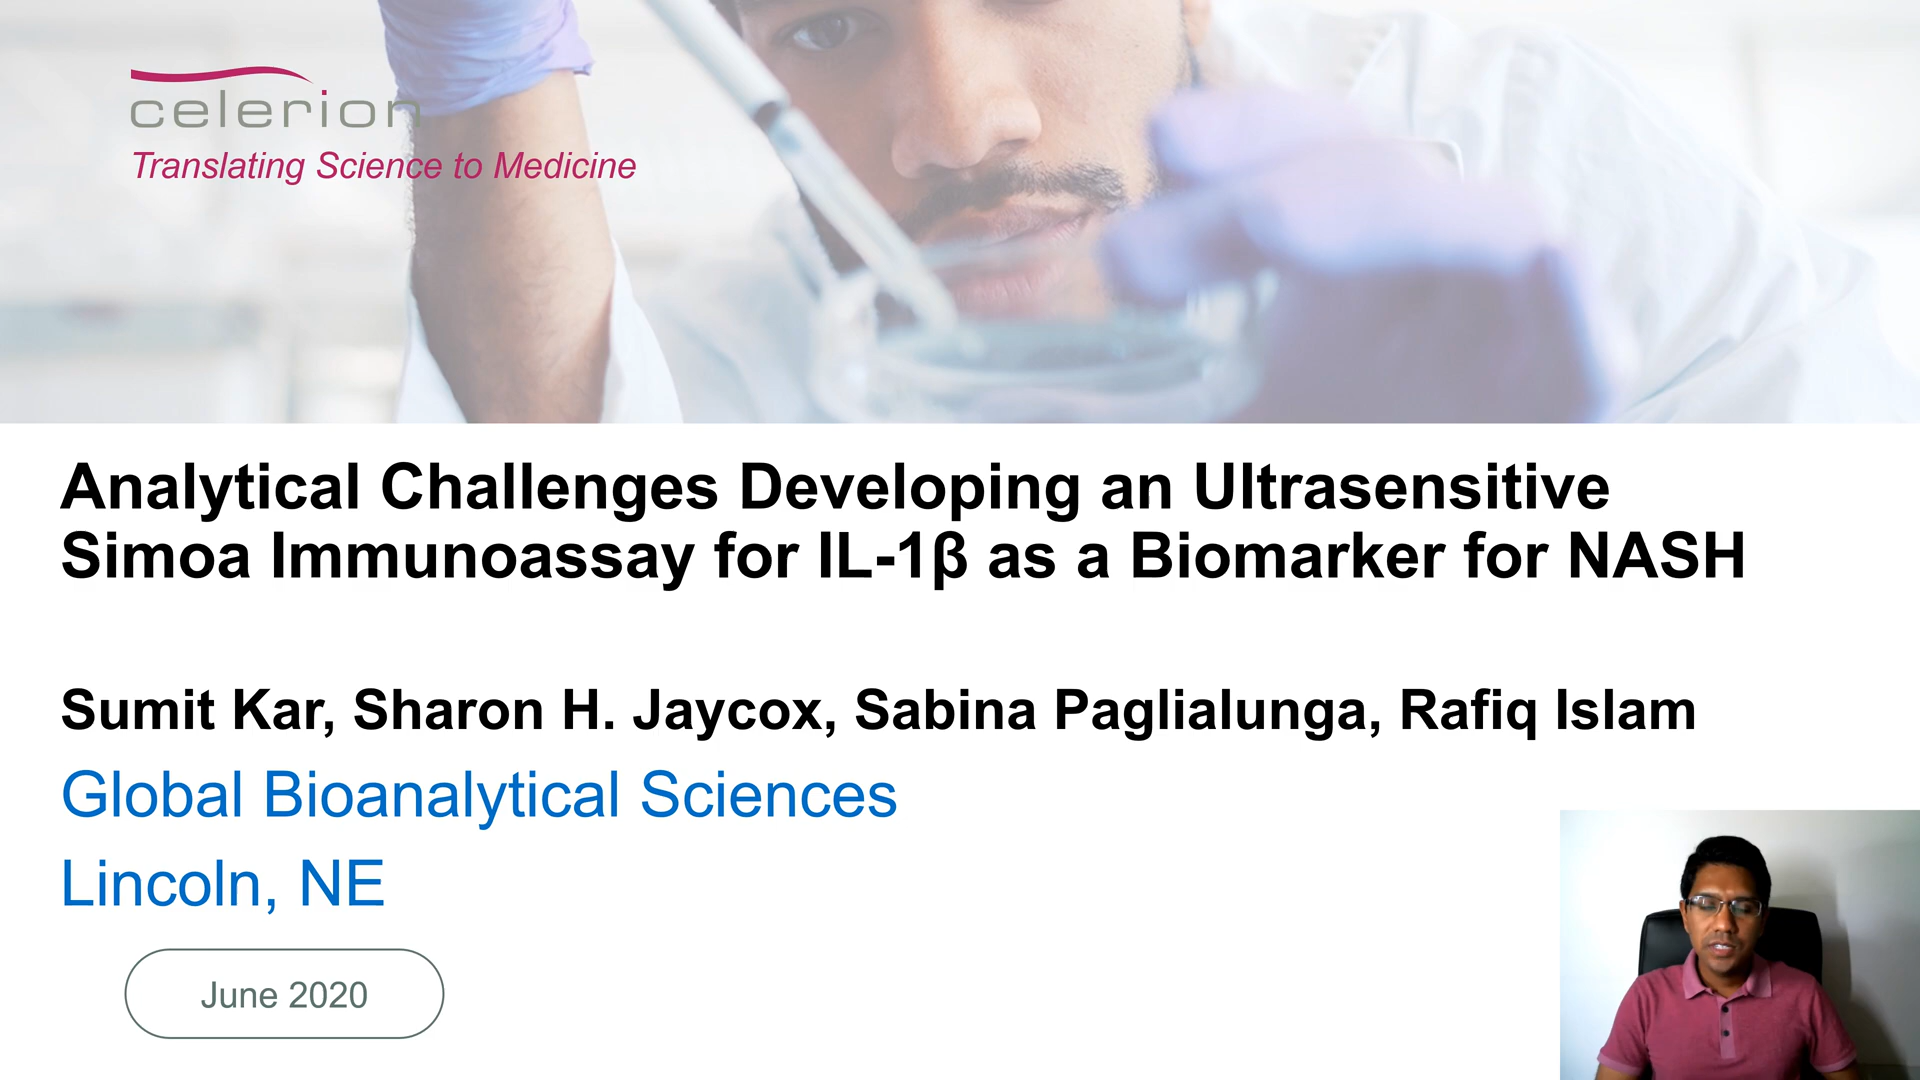 celerion
Translating Science to Medicine
Analytical Challenges Developing an Ultrasensitive
Simoa Immunoassay for IL-1β as a Biomarker for NASH
Sumit Kar, Sharon H. Jaycox, Sabina Paglialunga, Rafiq Islam
Global Bioanalytical Sciences
Lincoln, NE
June 2020